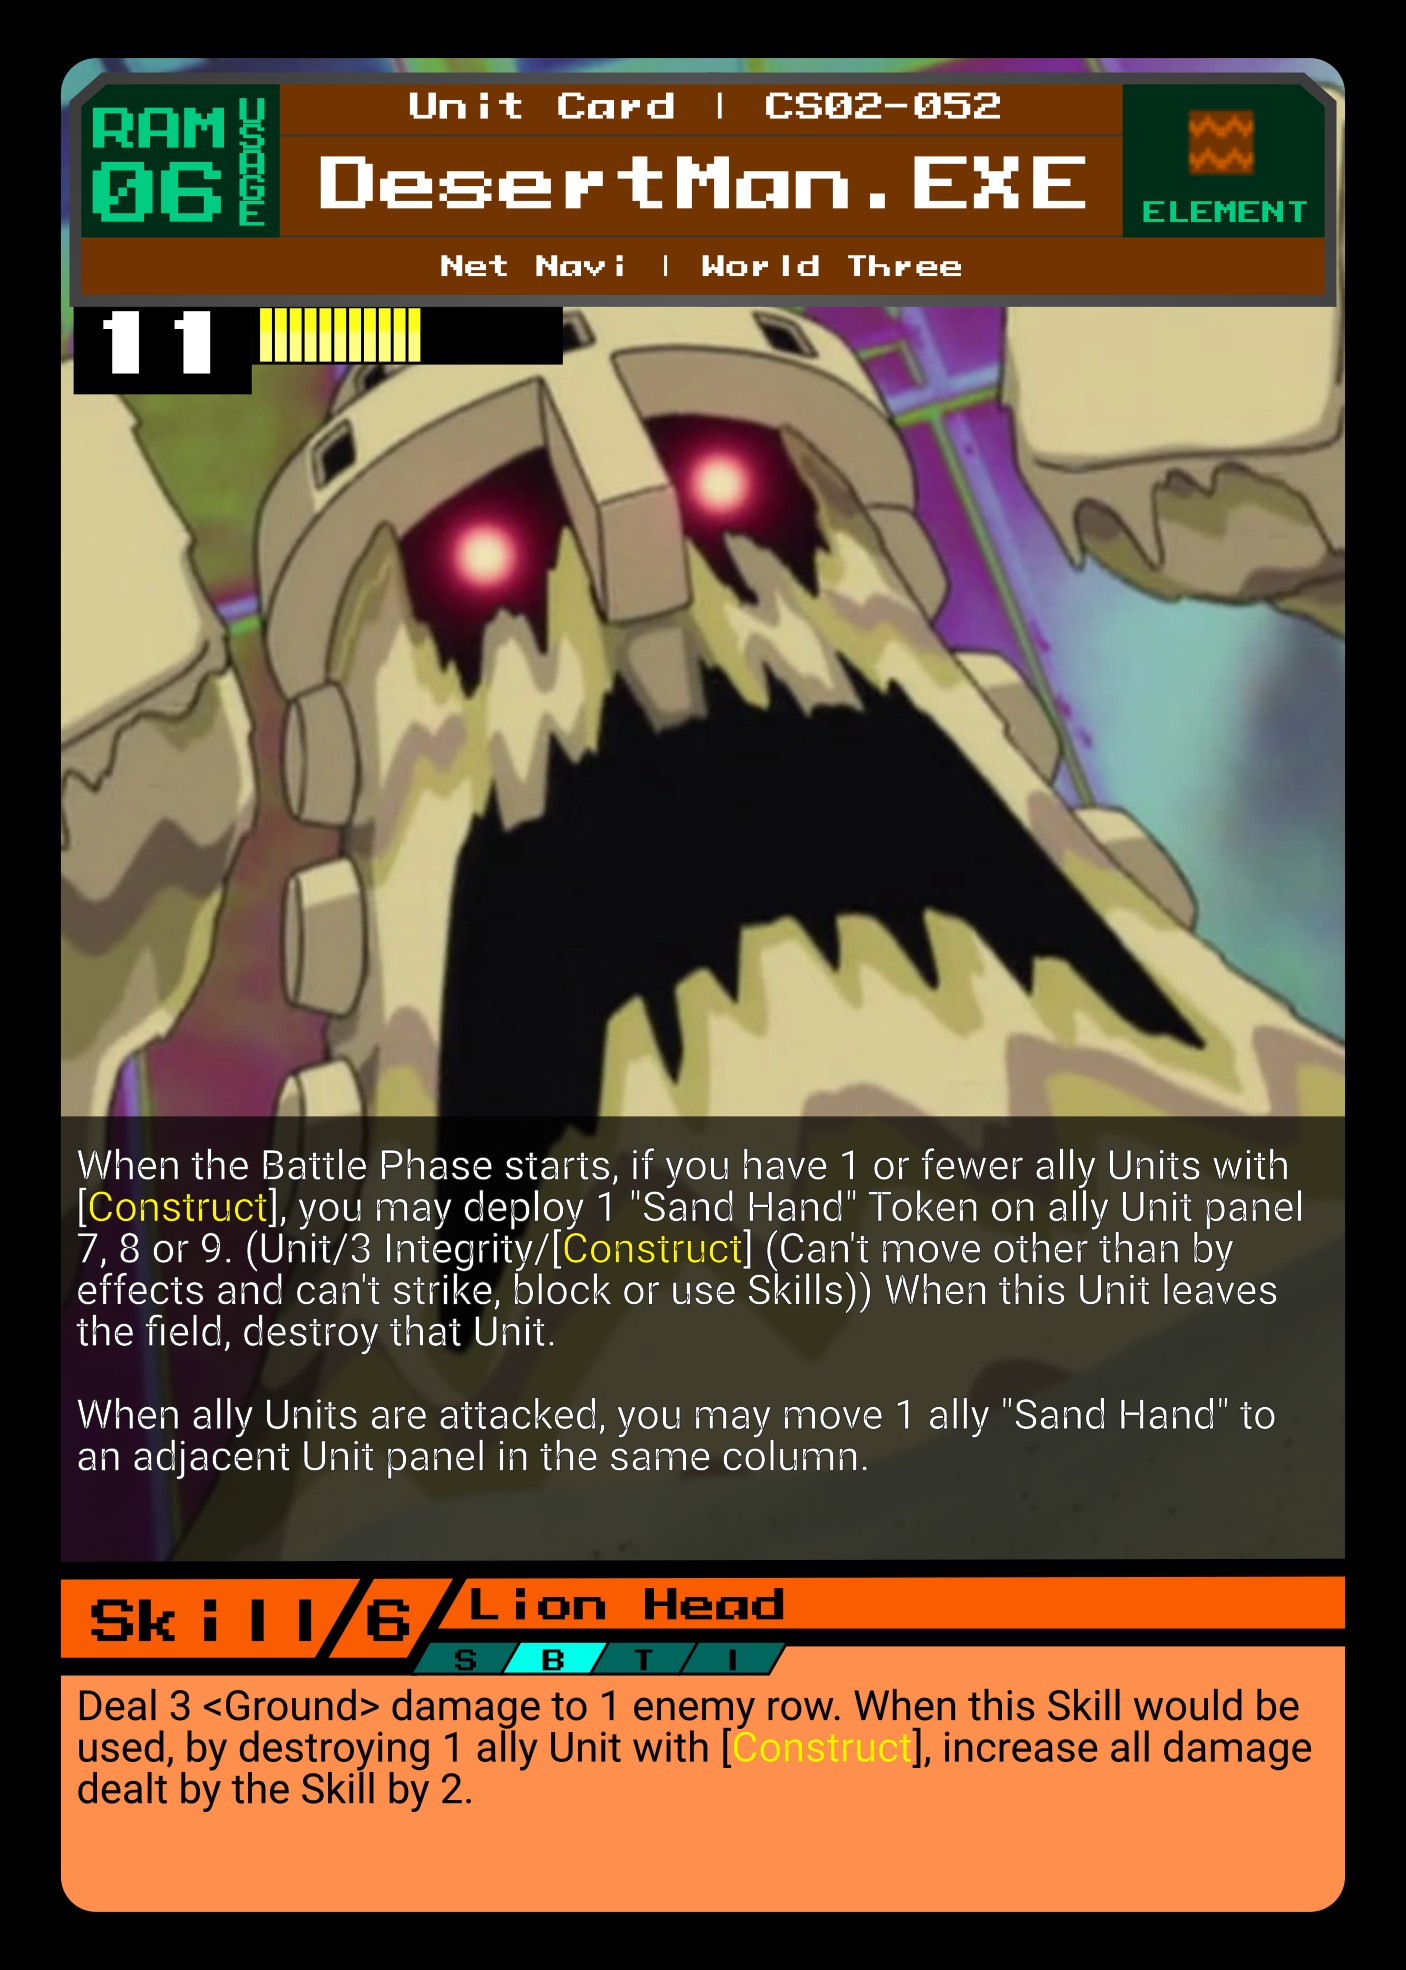 Unit Card | CS02-052
RAM
06
USAGE
DesertMan.EXE
ELEMENT
Net Navi | World Three
11
When the Battle Phase starts, if you have 1 or fewer ally Units with
[Construct], you may deploy 1 "Sand Hand" Token on ally Unit panel
7, 8 or 9. (Unit/3 Integrity/[Construct] (Can't move other than by
effects and can't strike, block or use Skills)) When this Unit leaves
the field, destroy that Unit.
When ally Units are attacked, you may move 1 ally "Sand Hand" to
an adjacent Unit panel in the same column.
Skill/6/Lion Head
S B T I
Deal 3 <Ground> damage to 1 enemy row. When this Skill would be
used, by destroying 1 ally Unit with [Construct], increase all damage
dealt by the Skill by 2.